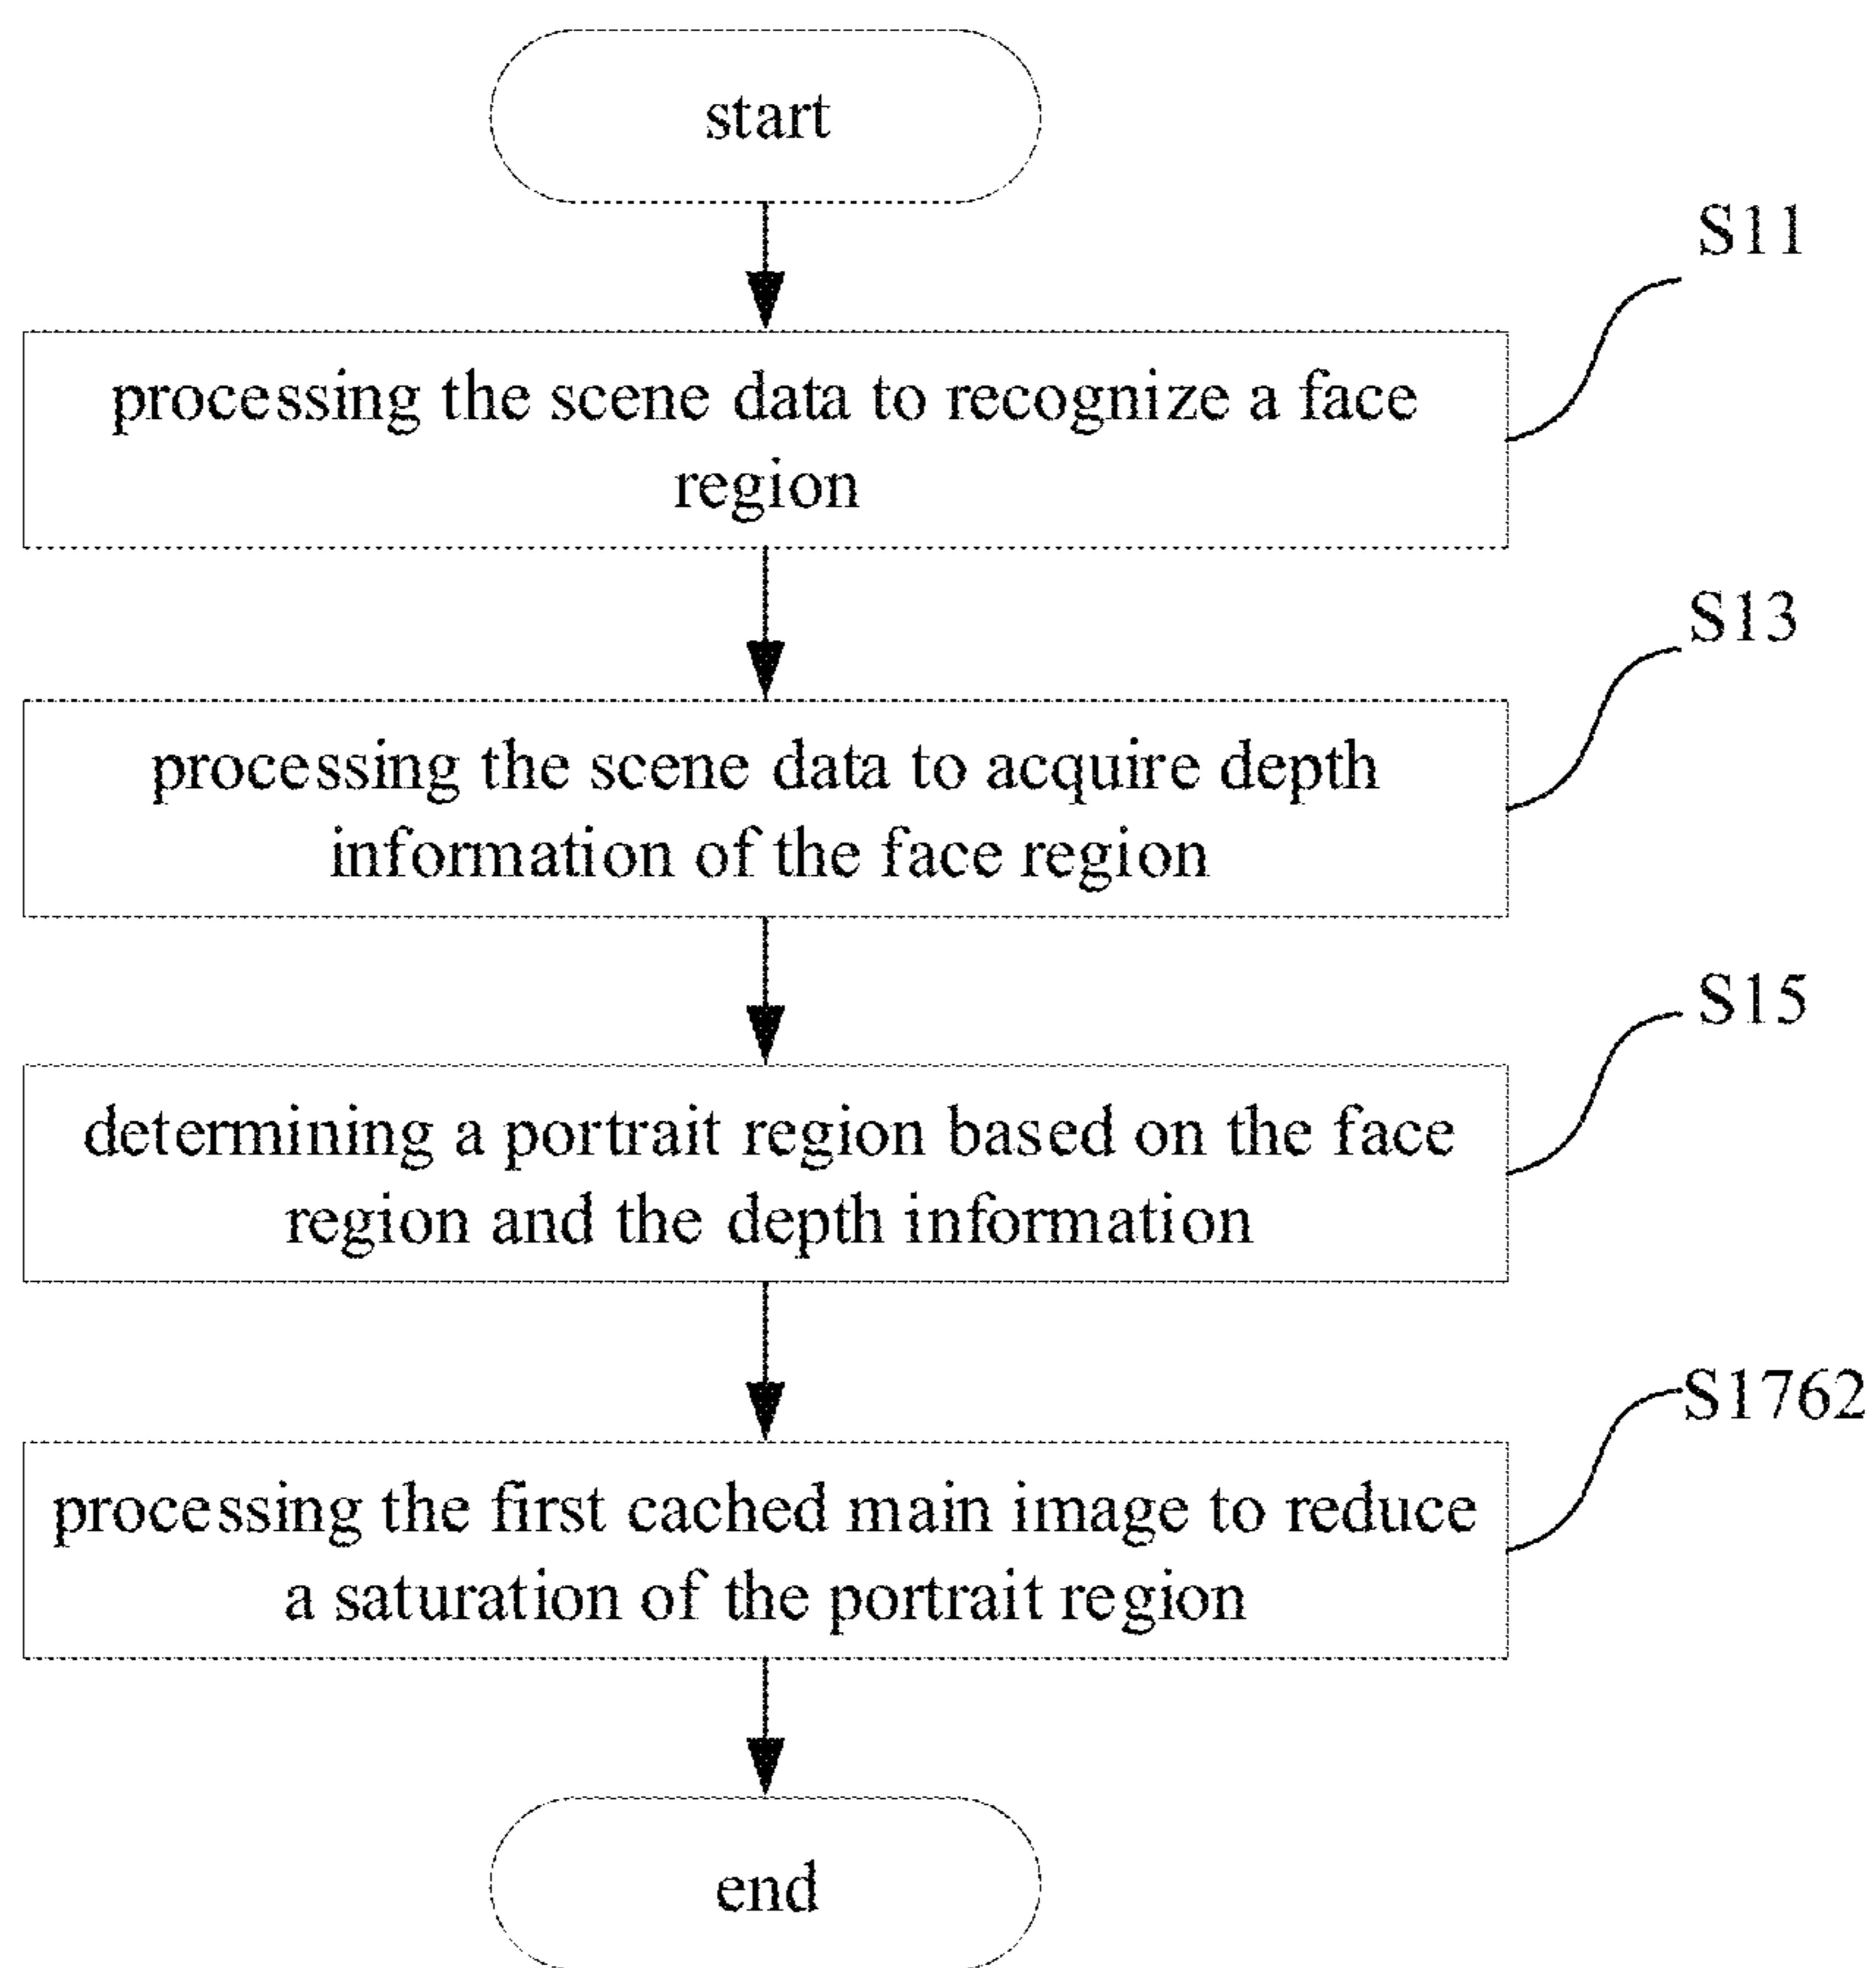 start
S11
processing the scene data to recognize a face
region
S13
processing the scene data to acquire depth
information of the face region
S15
determining a portrait region based on the face
region and the depth information
S1762
processing the first cached main image to reduce
a saturation of the portrait region
end